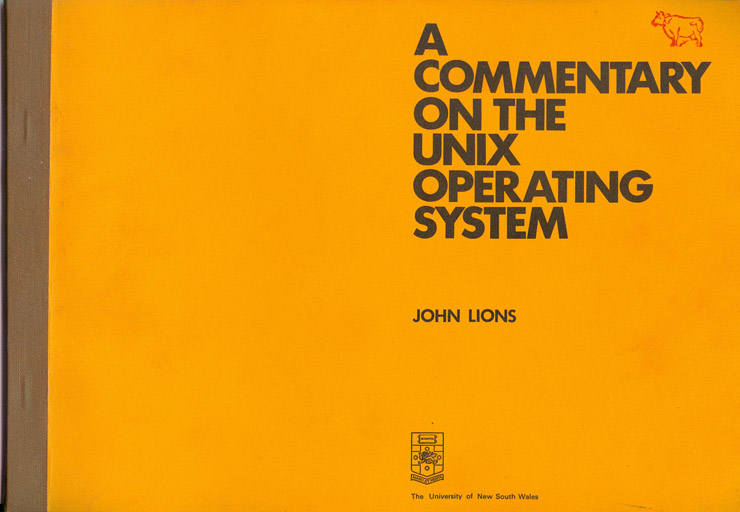 A
COMMENTARY
ON THE
UNIX
OPERATING
SYSTEM
JOHN LIONS
The University of New South Wales